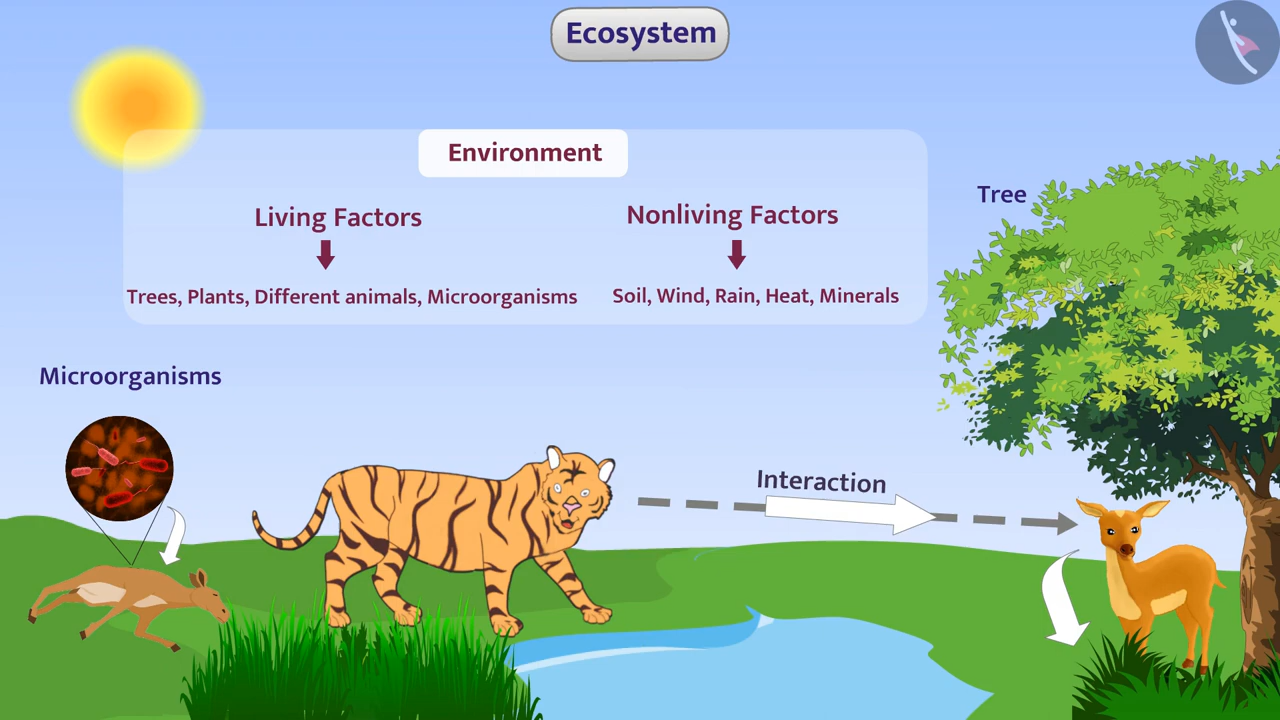 Ecosystem
Environment
Living Factors
Nonliving Factors
Trees, Plants, Different animals, Microorganisms
Soil, Wind, Rain, Heat, Minerals
Tree
Microorganisms
Interaction